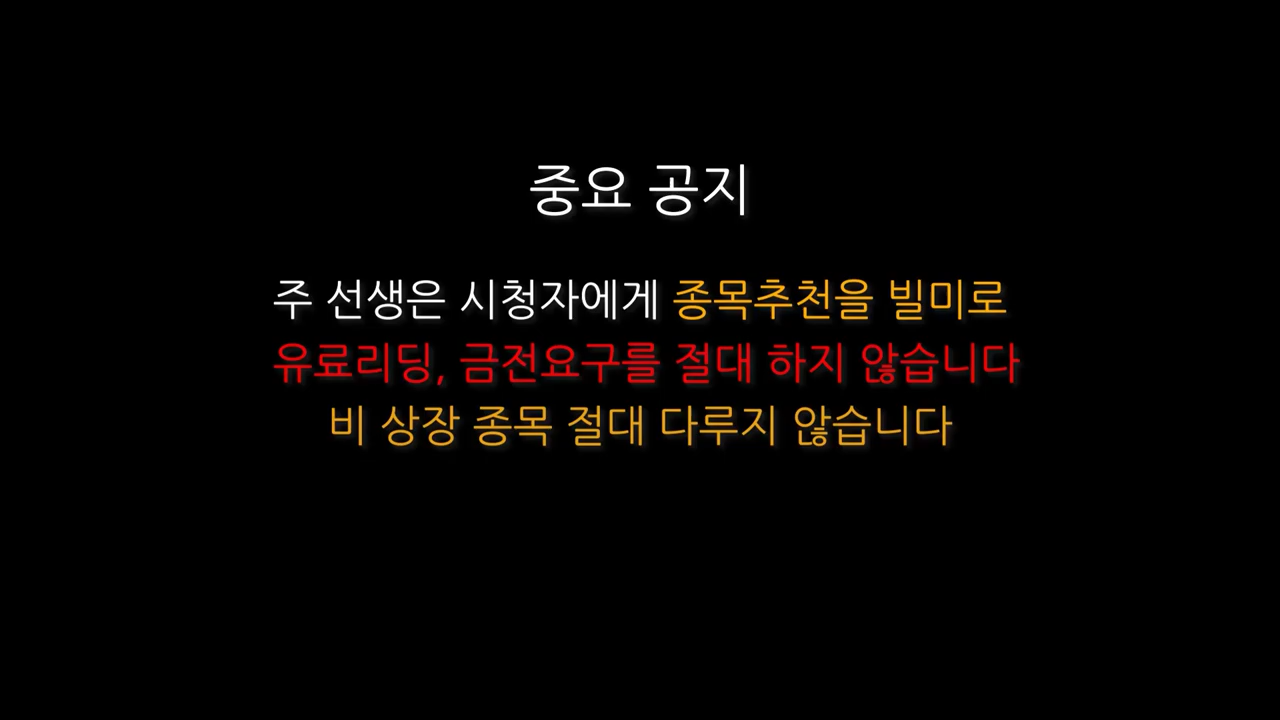 중요 공지
주 선생은 시청자에게 종목추천을 빌미로
유료리딩, 금전요구를 절대 하지 않습니다
비 상장 종목 절대 다루지 않습니다